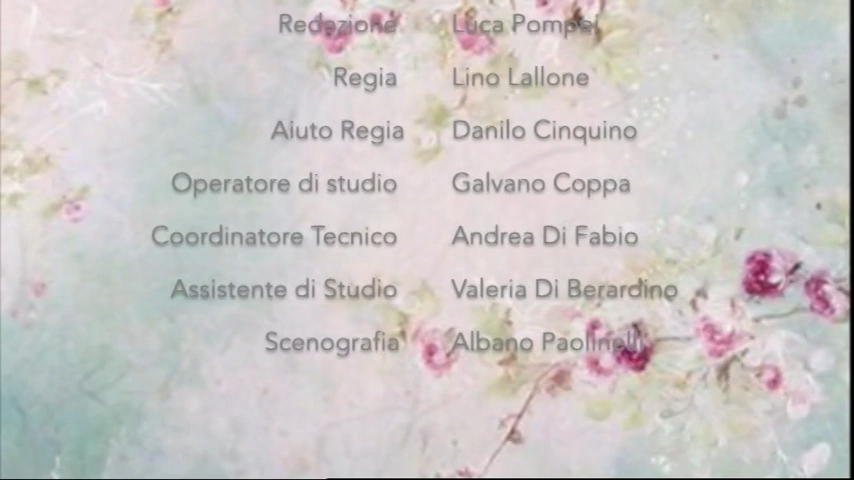 Redazione Luca Pompei
Regia Lino Lallone
Aiuto Regia Danilo Cinquino
Operatore di studio Galvano Coppa
Coordinatore Tecnico Andrea Di Fabio
Assistente di Studio Valeria Di Berardino
Scenografia Albano Paolinelli